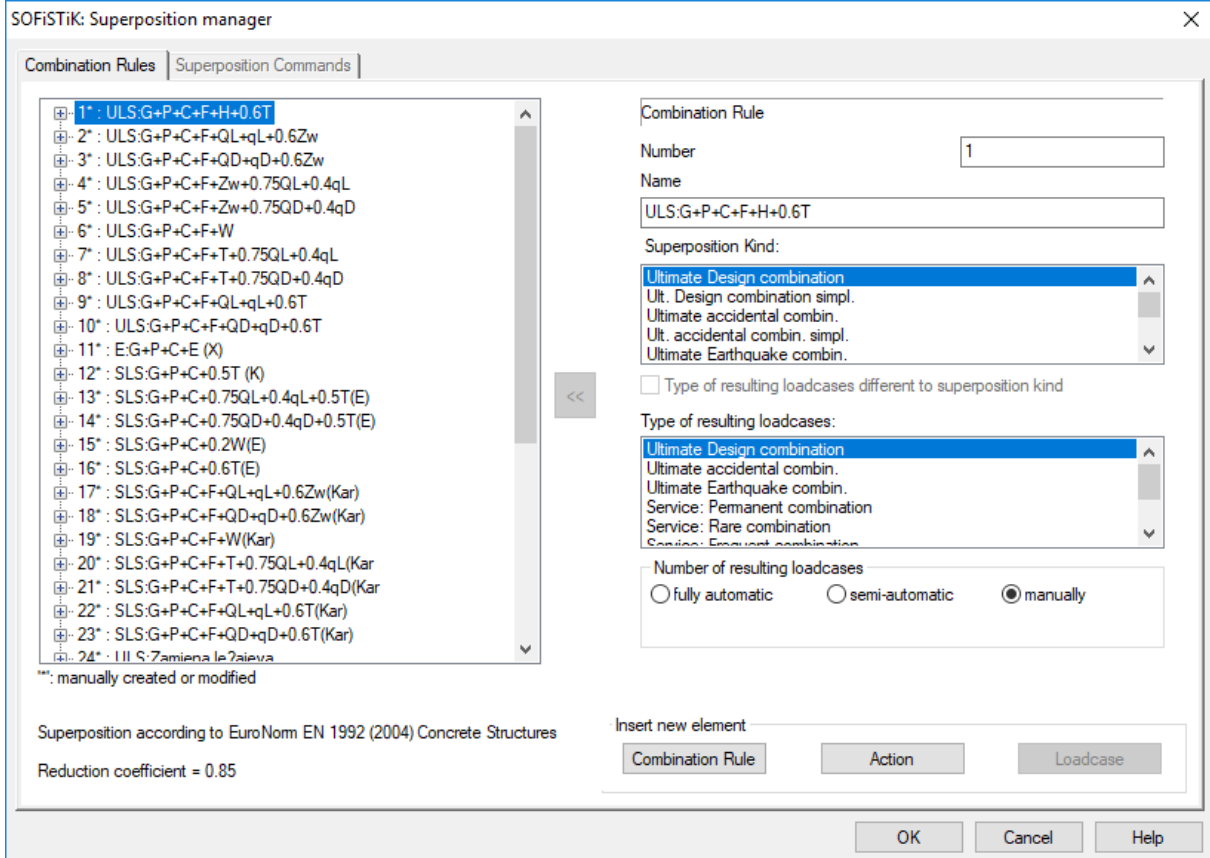 SOFiSTiK: Superposition manager
Combination Rules
Superposition Commands
1* : ULS:G+P+C+F+H+0.6T
2* : ULS:G+P+C+F+QL+qL+0.6Zw
3* : ULS:G+P+C+F+QD+qD+0.6Zw
4* : ULS:G+P+C+F+Zw+0.75QL+0.4qL
5* : ULS:G+P+C+F+Zw+0.75QD+0.4qD
6* : ULS:G+P+C+F+W
7* : ULS:G+P+C+F+T+0.75QL+0.4qL
8* : ULS:G+P+C+F+T+0.75QD+0.4qD
9* : ULS:G+P+C+F+QL+qL+0.6T
10* : ULS:G+P+C+F+QD+qD+0.6T
11* : E:G+P+C+E (X)
12* : SLS:G+P+C+0.5T (K)
13* : SLS:G+P+C+0.75QL+0.4qL+0.5T(E)
14* : SLS:G+P+C+0.75QD+0.4qD+0.5T(E)
15* : SLS:G+P+C+0.2W(E)
16* : SLS:G+P+C+0.6T(E)
17* : SLS:G+P+C+F+QL+qL+0.6Zw(Kar)
18* : SLS:G+P+C+F+QD+qD+0.6Zw(Kar)
19* : SLS:G+P+C+F+W(Kar)
20* : SLS:G+P+C+F+T+0.75QL+0.4qL(Kar
21* : SLS:G+P+C+F+T+0.75QD+0.4qD(Kar
22* : SLS:G+P+C+F+QL+qL+0.6T(Kar)
23* : SLS:G+P+C+F+QD+qD+0.6T(Kar)
24* : ULS:Zamjena le?ajeva
"*": manually created or modified
Superposition according to EuroNorm EN 1992 (2004) Concrete Structures
Reduction coefficient = 0.85
<<
Combination Rule
Number
1
Name
ULS:G+P+C+F+H+0.6T
Superposition Kind:
Ultimate Design combination
Ult. Design combination simpl.
Ultimate accidental combin.
Ult. accidental combin. simpl.
Ultimate Earthquake combin.
Type of resulting loadcases different to superposition kind
Type of resulting loadcases:
Ultimate Design combination
Ultimate accidental combin.
Ultimate Earthquake combin.
Service: Permanent combination
Service: Rare combination
Service: Frequent combination
Number of resulting loadcases
fully automatic
semi-automatic
manually
Insert new element
Combination Rule
Action
Loadcase
OK
Cancel
Help